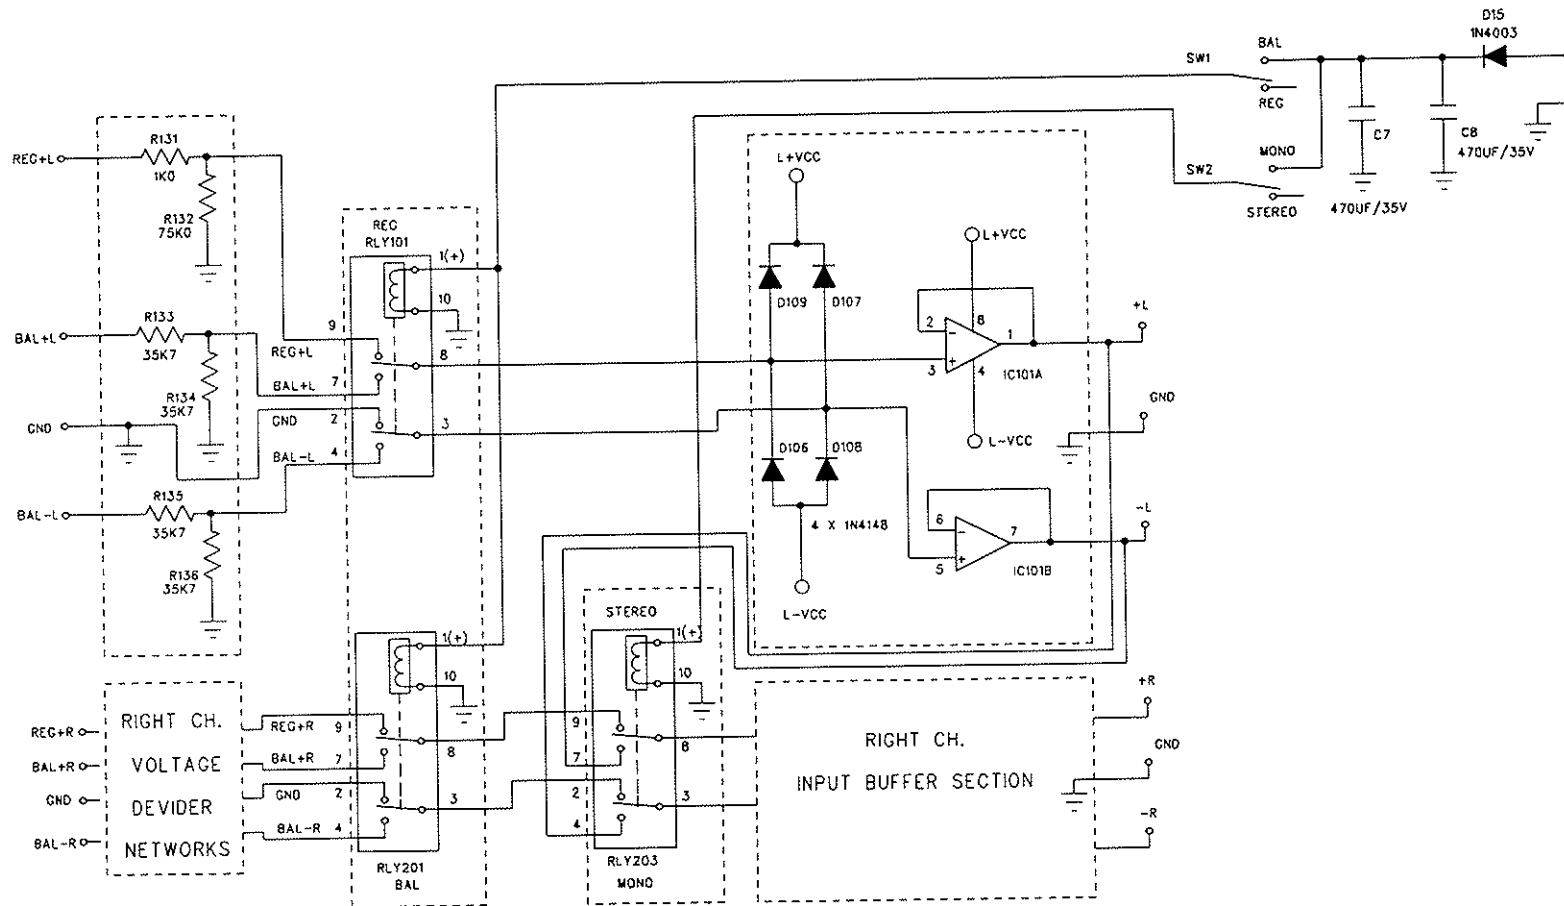 D15
1N4003
SW1
BAL
REG
C7
C8
470UF/35V
470UF/35V
MONO
SW2
STEREO
REG+L
R131
1K0
R132
75K0
BAL+L
R133
35K7
R134
35K7
GND
BAL-L
R135
35K7
R136
35K7
REG
RLY101
1(+)
10
9
REG+L
8
7
BAL+L
GND
2
3
BAL-L
4
L+VCC
D109
D107
D106
D108
4 X 1N4148
L-VCC
L+VCC
2
8
1
3
4
IC101A
L-VCC
6
7
5
IC101B
+L
GND
-L
STEREO
1(+)
10
9
8
7
2
3
4
RLY203
MONO
1(+)
10
REG+R
9
8
BAL+R
7
GND
2
3
BAL-R
4
RLY201
BAL
REG+R
BAL+R
GND
BAL-R
RIGHT CH.
VOLTAGE
DEVIDER
NETWORKS
RIGHT CH.
INPUT BUFFER SECTION
+R
GND
-R